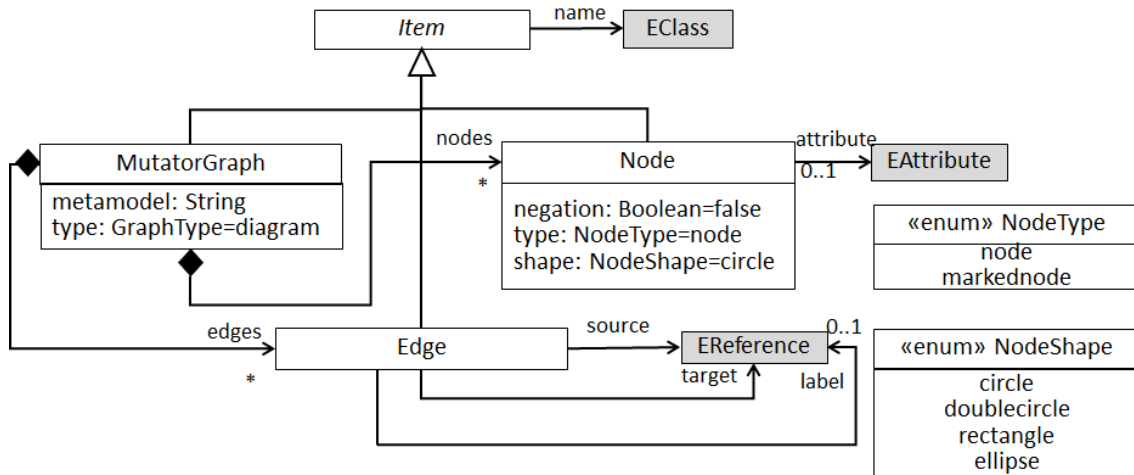 name
Item
EClass
nodes
attribute
MutatorGraph
Node
EAttribute
*
0..1
metamodel: String
type: GraphType=diagram
negation: Boolean=false
type: NodeType=node
shape: NodeShape=circle
«enum» NodeType
node
markednode
edges
source
0..1
Edge
EReference
*
target
label
«enum» NodeShape
circle
doublecircle
rectangle
ellipse